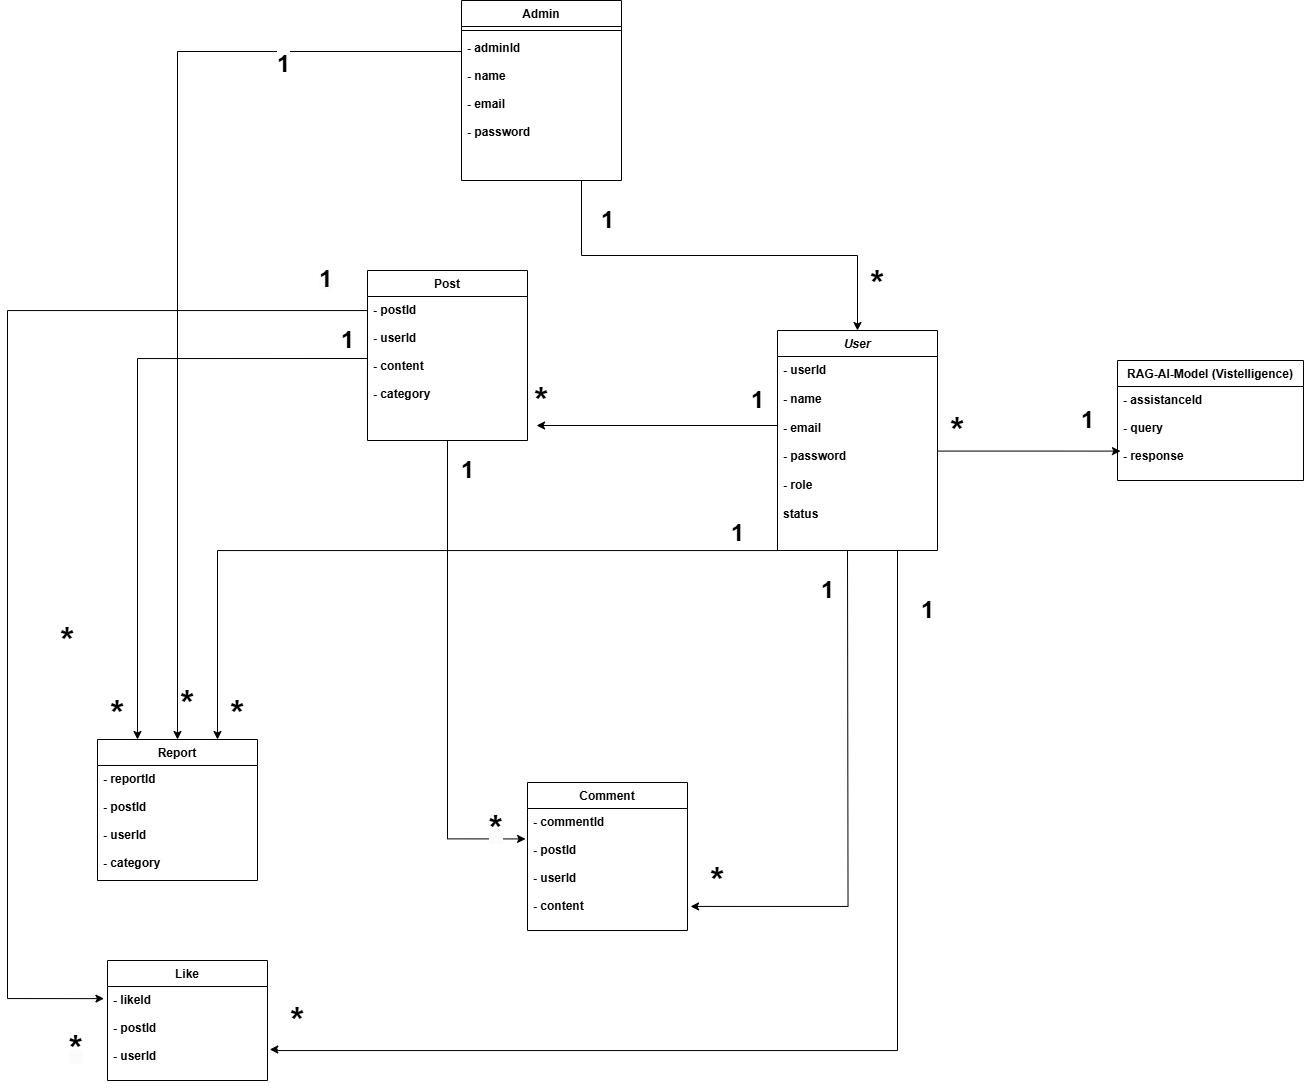 Admin
- adminId
- name
- email
- password
1
1
*
1
Post
- postId
- userId
- content
- category
1
*
1
1
User
- userId
- name
- email
- password
- role
status
*
1
RAG-AI-Model (Vistelligence)
- assistanceId
- query
- response
1
1
1
*
*
*
*
Report
- reportId
- postId
- userId
- category
*
Comment
- commentId
- postId
- userId
- content
*
Like
- likeId
- postId
- userId
*
*